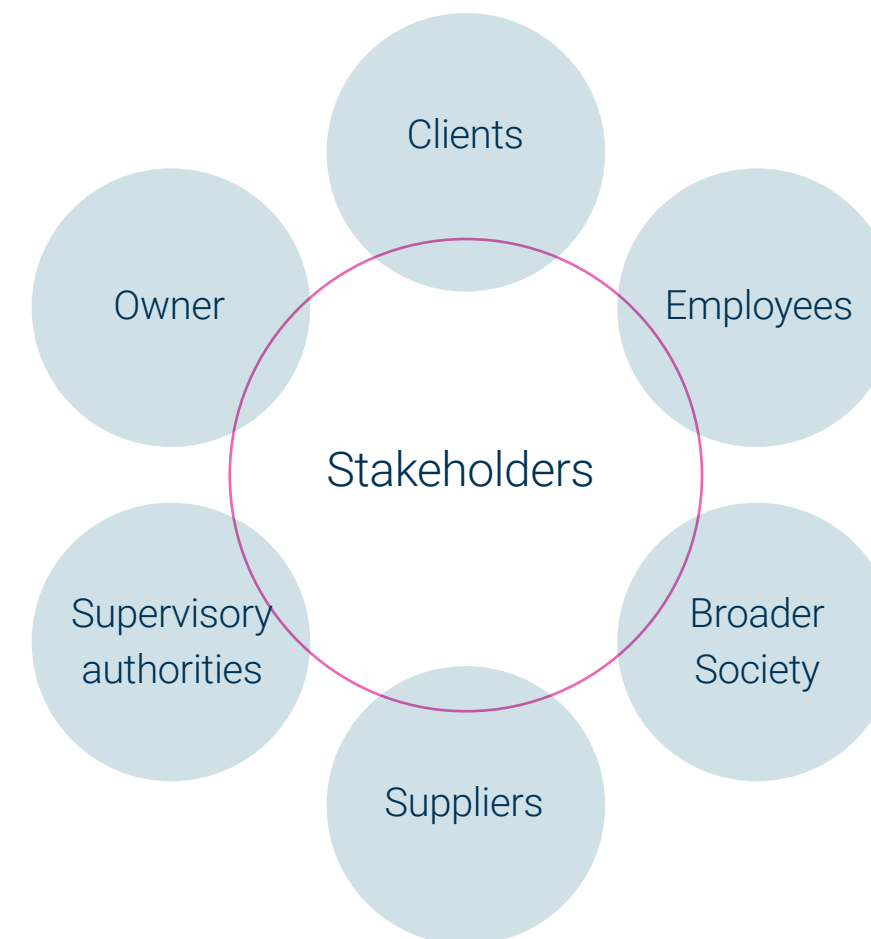 Clients
Owner
Employees
Stakeholders
Supervisory
authorities
Broader
Society
Suppliers